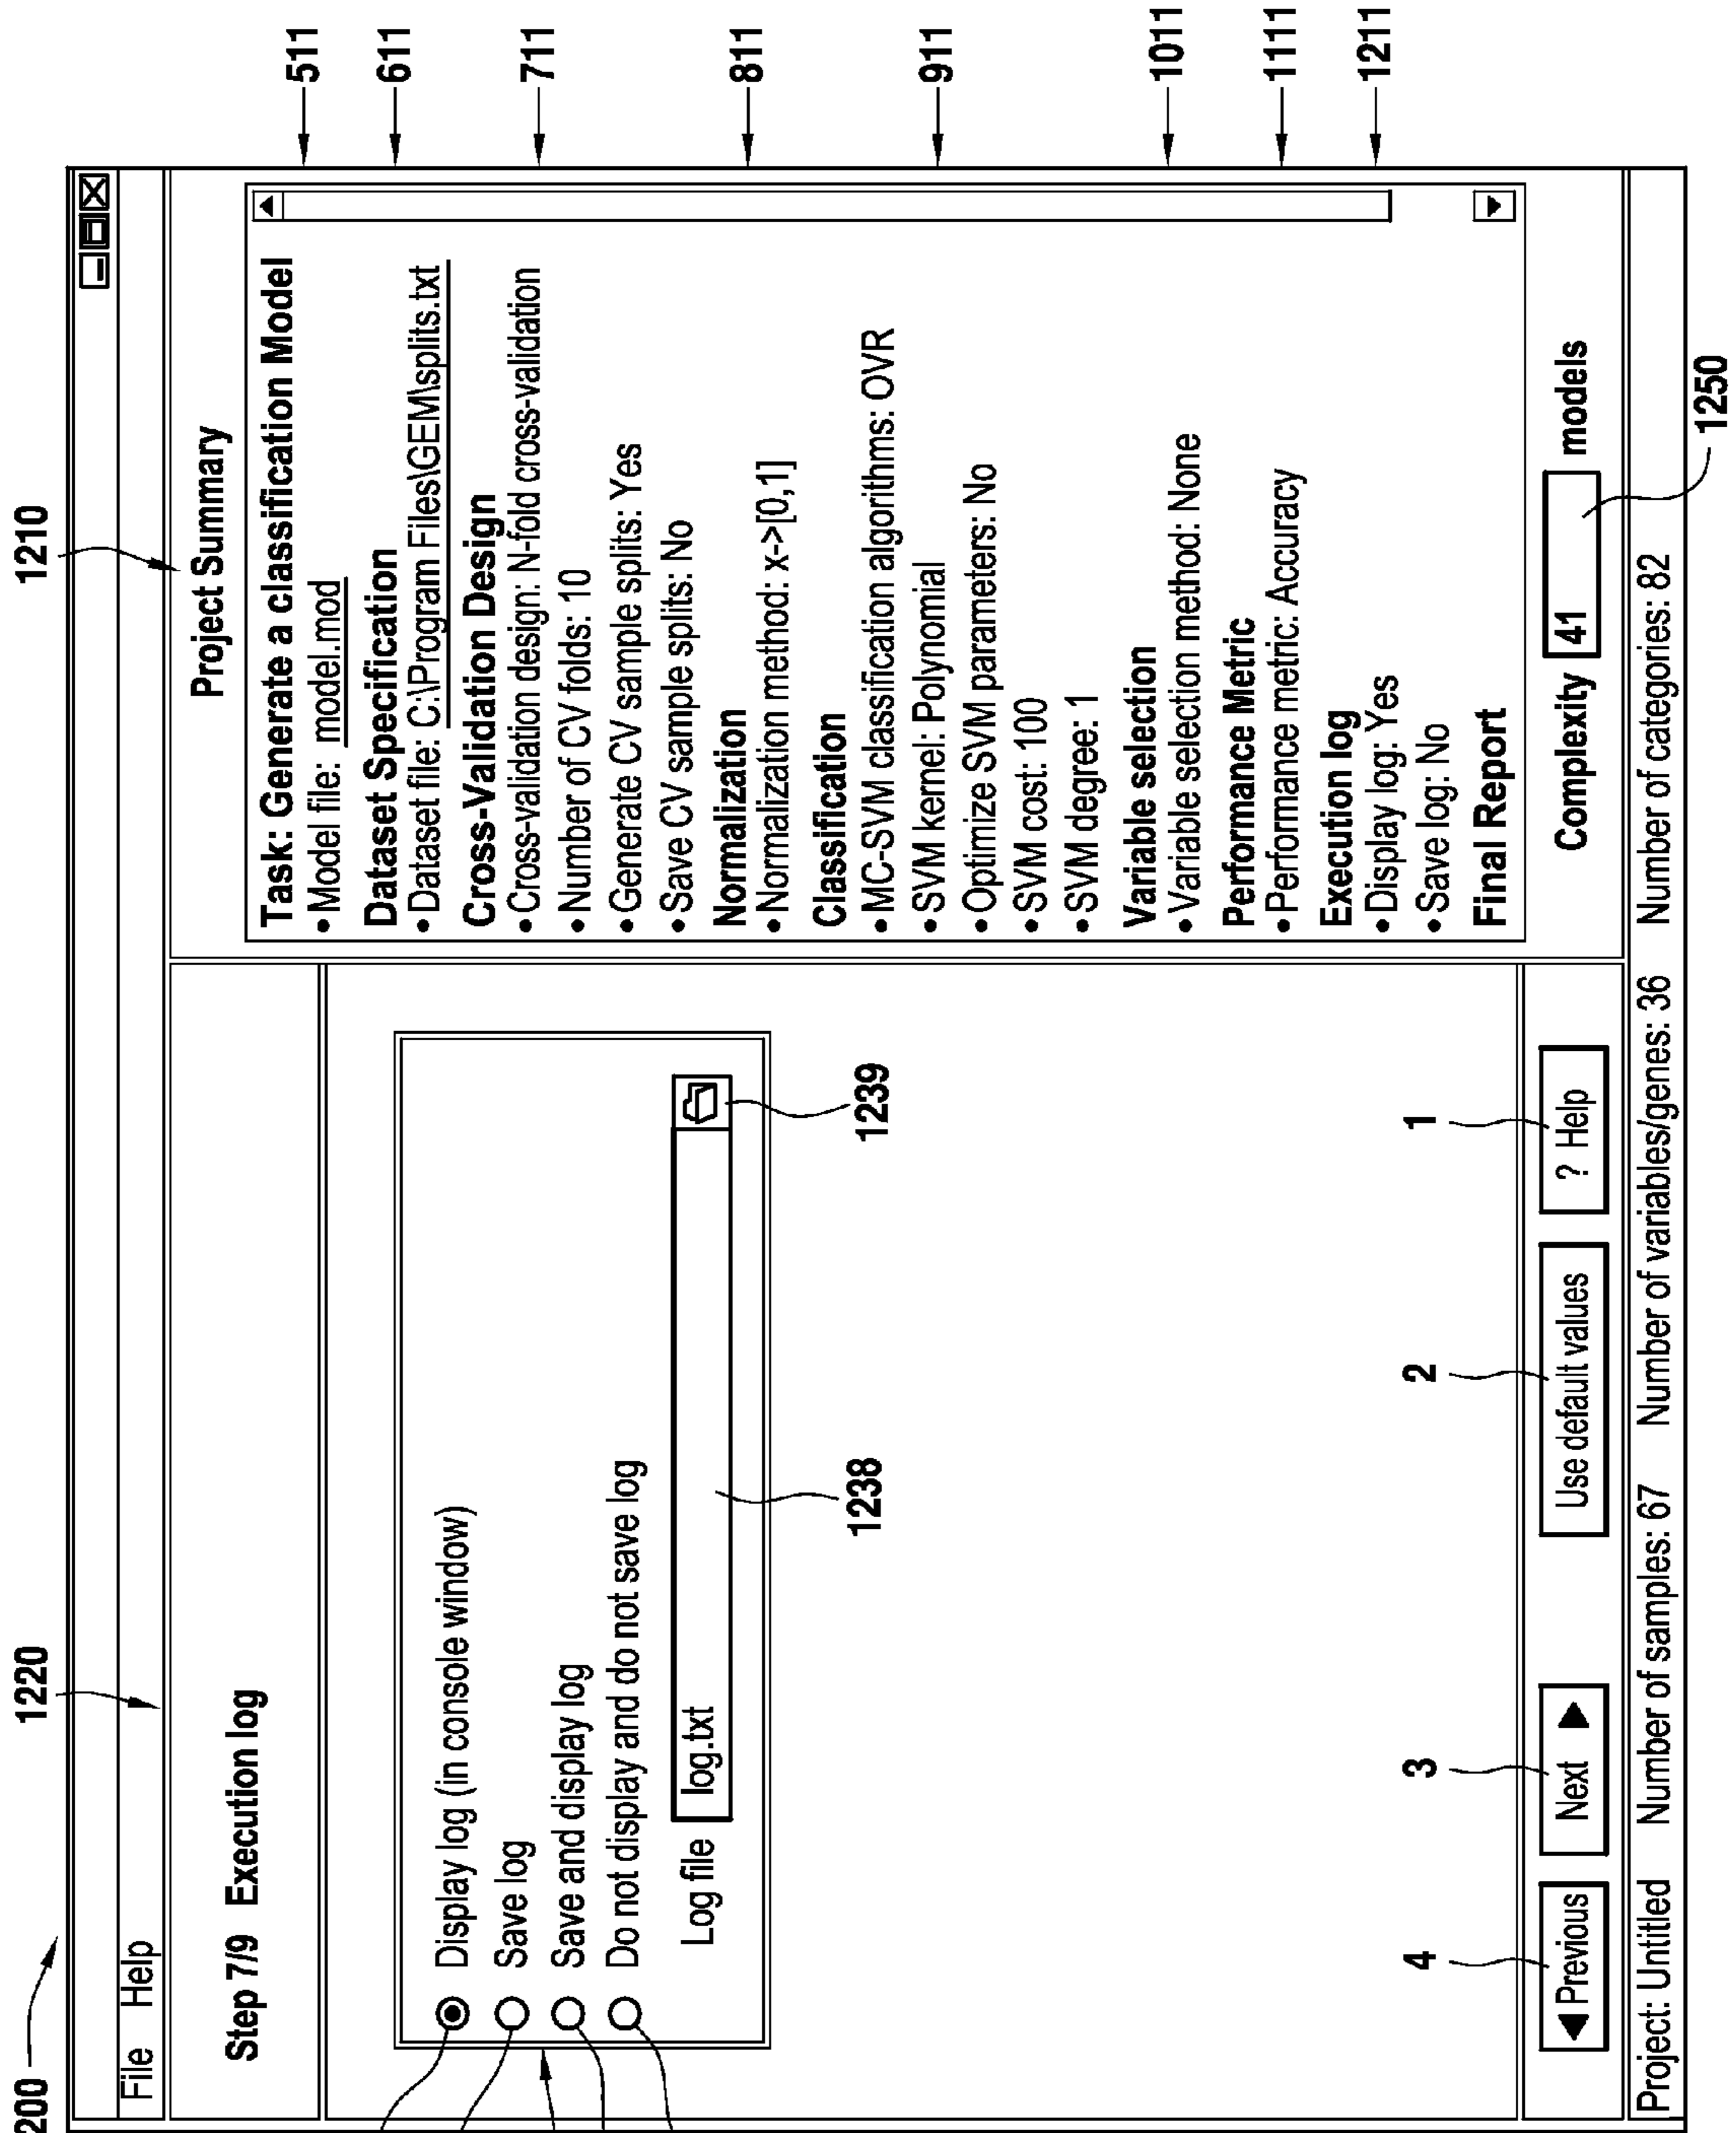 200
1220
1210
File Help
Step 7/9 Execution log
Display log (in console window)
Save log
Save and display log
Do not display and do not save log
Log file log.txt
1238
1239
4
3
2
1
Previous
Next
Use default values
? Help
Project Summary
Task: Generate a classification Model
• Model file: model.mod
Dataset Specification
• Dataset file: C:\Program Files\GEM\splits.txt
Cross-Validation Design
• Cross-validation design: N-fold cross-validation
• Number of CV folds: 10
• Generate CV sample splits: Yes
• Save CV sample splits: No
Normalization
• Normalization method: x->[0,1]
Classification
• MC-SVM classification algorithms: OVR
• SVM kernel: Polynomial
• Optimize SVM parameters: No
• SVM cost: 100
• SVM degree: 1
Variable selection
• Variable selection method: None
Performance Metric
• Performance metric: Accuracy
Execution log
• Display log: Yes
• Save log: No
Final Report
Complexity 41 models
511
611
711
811
911
1011
1111
1211
Project: Untitled Number of samples: 67 Number of variables/genes: 36 Number of categories: 82
1250